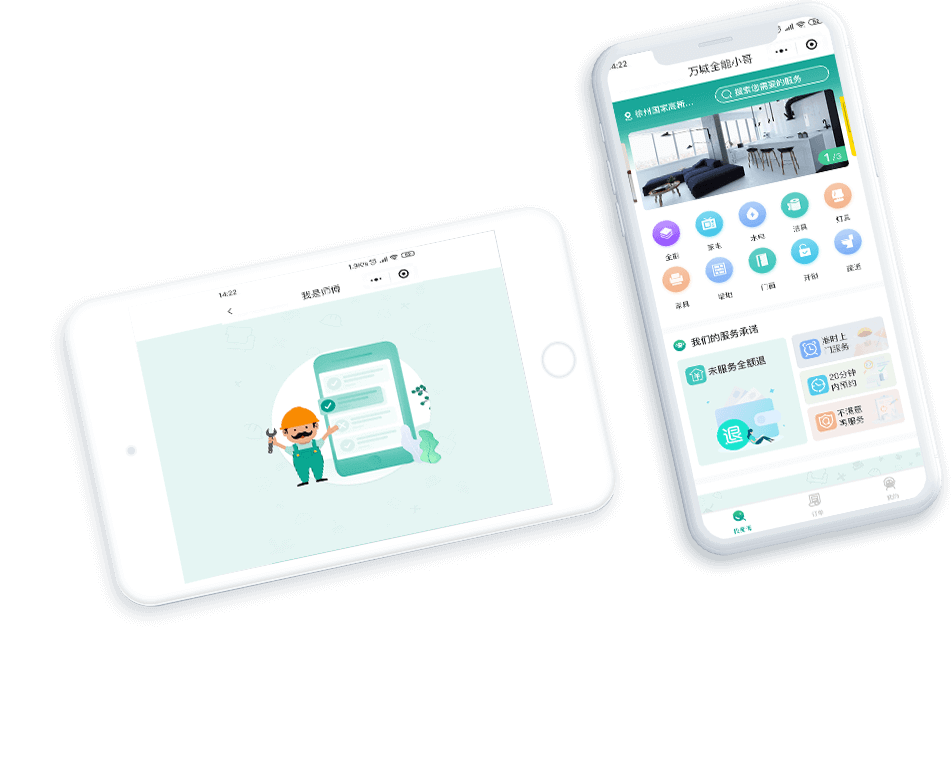 14:22
1.9K/s
我是师傅
4:22
万城全能小哥
徐州国家高新...
搜索您需要的服务
1/3
全部
家电
水电
洁具
灯具
家具
墙地
门窗
开锁
疏通
我们的服务承诺
未服务全额退
退
准时上
门服务
20分钟
内预约
不满意
再服务
订单
我的